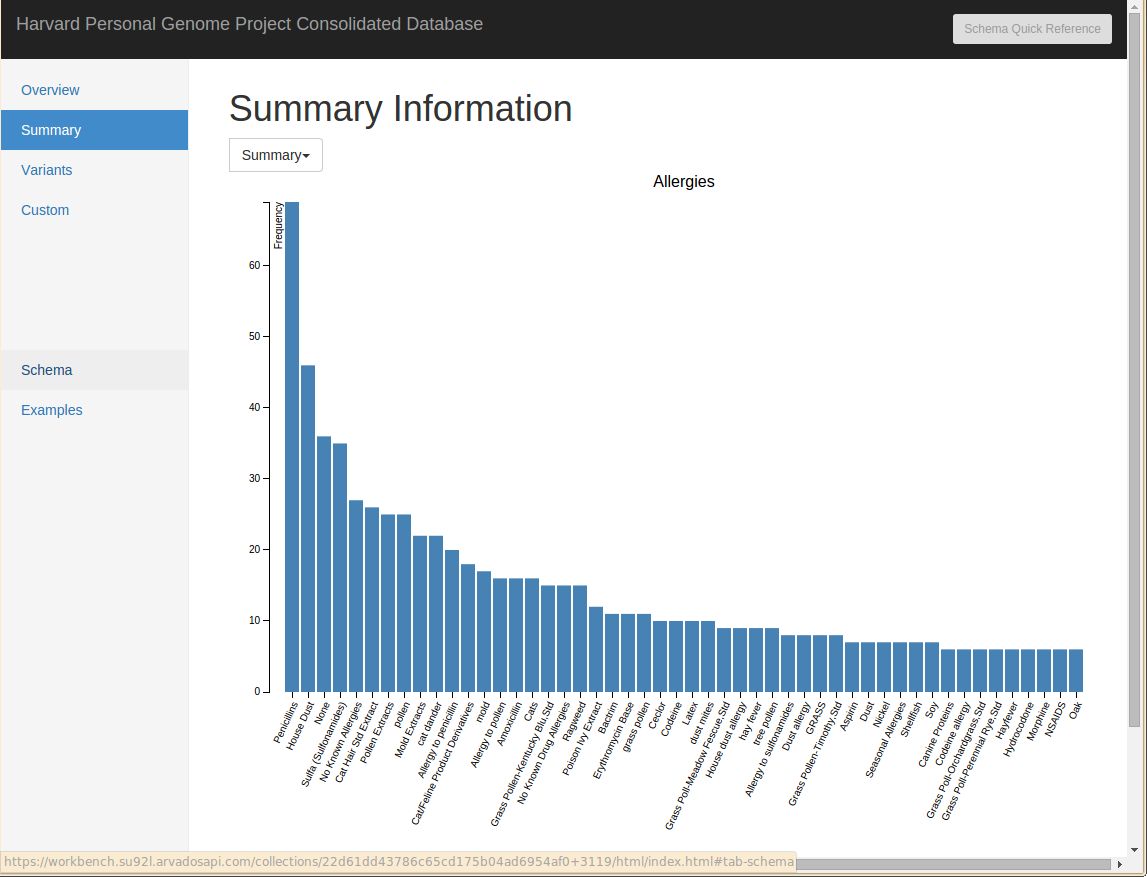 Harvard Personal Genome Project Consolidated Database
Schema Quick Reference
Overview
Summary
Variants
Custom
Schema
Examples
Summary Information
Summary
Allergies
Frequency
60
50
40
30
20
10
0
Penicillins
House Dust
None
Sulfa (Sulfonamides)
No Known Allergies
Cat Hair Std Extract
Pollen Extracts
pollen
Mold Extracts
cat dander
Allergy to penicillin
Cat/Feline Product Derivatives
mold
Allergy to pollen
Amoxicillin
Cats
Grass Pollen-Kentucky Blu.Std
No Known Drug Allergies
Ragweed
Poison Ivy Extract
Bactrim
Erythromycin Base
grass pollen
Ceclor
Codeine
Latex
dust mites
Grass Poll-Meadow Fescue.Std
House dust allergy
hay fever
tree pollen
Allergy to sulfonamides
Dust allergy
GRASS
Grass Pollen-Timothy.Std
Aspirin
Dust
Nickel
Seasonal Allergies
Shelfish
Soy
Canine Proteins
Codeine allergy
Grass Poll-Orchardgrass.Std
Grass Poll-Perennial Rye.Std
Hayfever
Hydrocodone
Morphine
NSAIDS
Oak
https://workbench.su92l.arvadosapi.com/collections/22d61dd43786c65cd175b04ad6954af0+3119/html/index.html#tab-schema